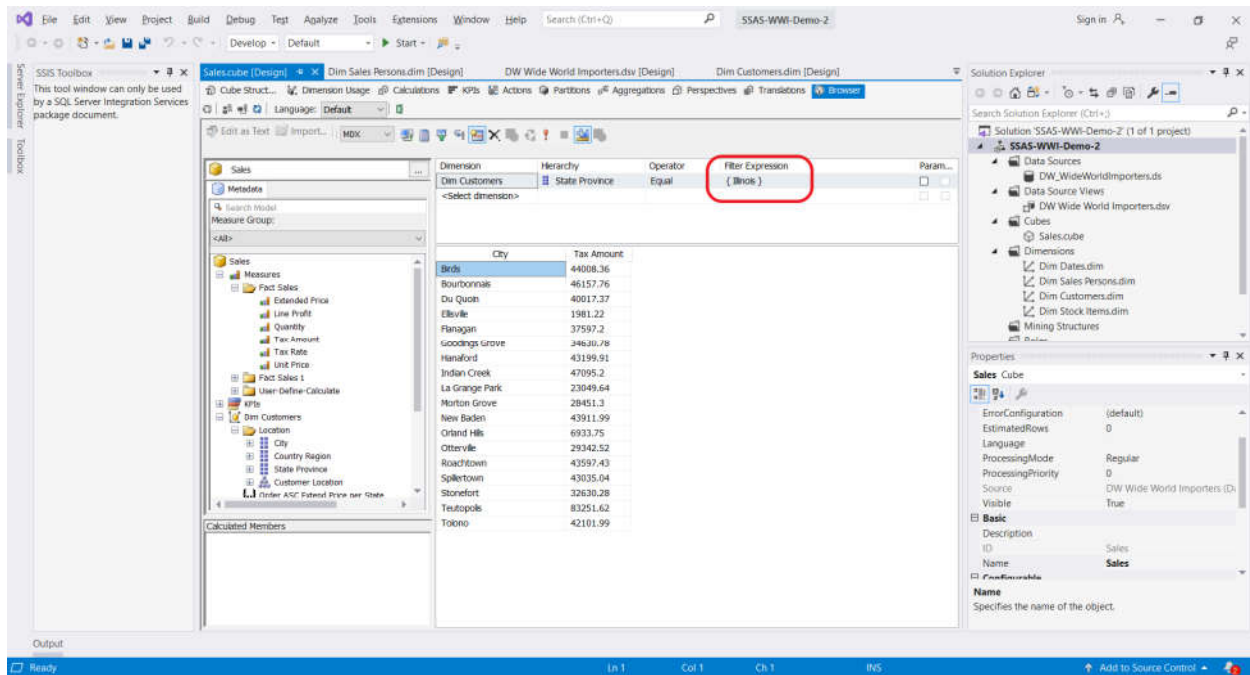 File Edit View Project Build Debug Test Analyze Tools Extensions Window Help Search (Ctrl+Q) SSAS-WWI-Demo-2 Sign in
Develop Default Start
Server Explorer
Toolbox
SSIS Toolbox
This tool window can only be used
by a SQL Server Integration Services
package document.
Sales.cube [Design] Dim Sales Persons.dim [Design] DW Wide World Importers.dsv [Design] Dim Customers.dim [Design]
Cube Struct... Dimension Usage Calculations KPIs Actions Partitions Aggregations Perspectives Translations Browser
Language: Default
Edit as Text Import... MDX
Sales ...
Metadata
Search Model
Measure Group:
<All>
Sales
Measures
Fact Sales
Extended Price
Line Profit
Quantity
Tax Amount
Tax Rate
Unit Price
Fact Sales 1
User-Define-Calculate
KPIs
Dim Customers
Location
City
Country Region
State Province
Customer Location
Order ASC Extend Price per State
Calculated Members
Dimension Hierarchy Operator Filter Expression Param...
Dim Customers State Province Equal { Illinois }
<Select dimension>
City Tax Amount
Birds 44008.36
Bourbonnais 46157.76
Du Quoin 40017.37
Ellisville 1981.22
Flanagan 37597.2
Goodings Grove 34630.78
Hanaford 43199.91
Indian Creek 47095.2
La Grange Park 23049.64
Morton Grove 28451.3
New Baden 43911.99
Orland Hills 6933.75
Otterville 29342.52
Roachtown 43597.43
Spillertown 43035.04
Stonefort 32630.28
Teutopolis 83251.62
Tolono 42101.99
Solution Explorer
Search Solution Explorer (Ctrl+;)
Solution 'SSAS-WWI-Demo-2' (1 of 1 project)
SSAS-WWI-Demo-2
Data Sources
DW_WideWorldImporters.ds
Data Source Views
DW Wide World Importers.dsv
Cubes
Sales.cube
Dimensions
Dim Dates.dim
Dim Sales Persons.dim
Dim Customers.dim
Dim Stock Items.dim
Mining Structures
Roles
Properties
Sales Cube
ErrorConfiguration (default)
EstimatedRows 0
Language
ProcessingMode Regular
ProcessingPriority 0
Source DW Wide World Importers (D
Visible True
Basic
Description
ID Sales
Name Sales
Configurable
Name
Specifies the name of the object.
Output
Ready Ln 1 Col 1 Ch 1 INS Add to Source Control